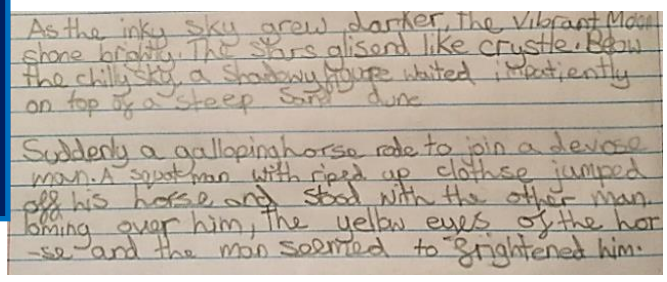 As the inky sky grew darker, the vibrant Moon
shone brightly. The stars glisend like crystle. Below
the chilly sky, a shadowy figure waited impatiently
on top of a steep sand dune
Suddenly a galloping horse rode to join a devose
man. A squat man with riped up clothse jumped
off his horse and stood with the other man.
loming over him, the yellow eyes of the hor
-se and the man seemed to frightened him.